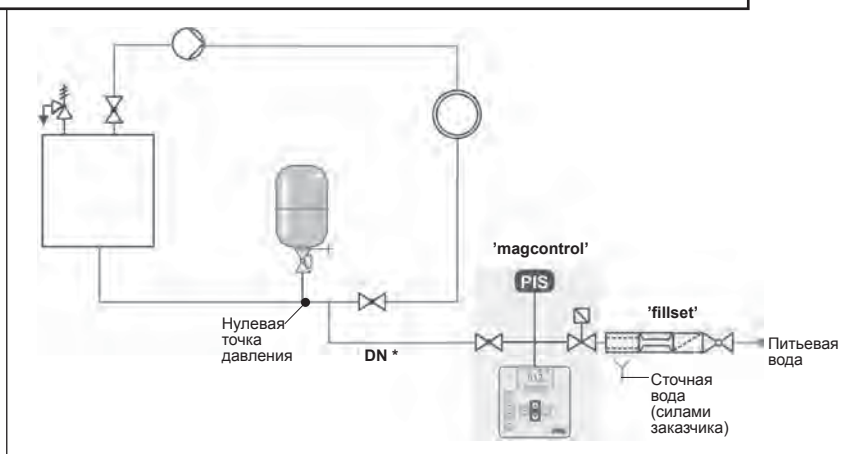 'magcontrol'
PIS
'fillset'
Нулевая
точка
давления
DN *
Питьевая
вода
Сточная
вода
(силами
заказчика)